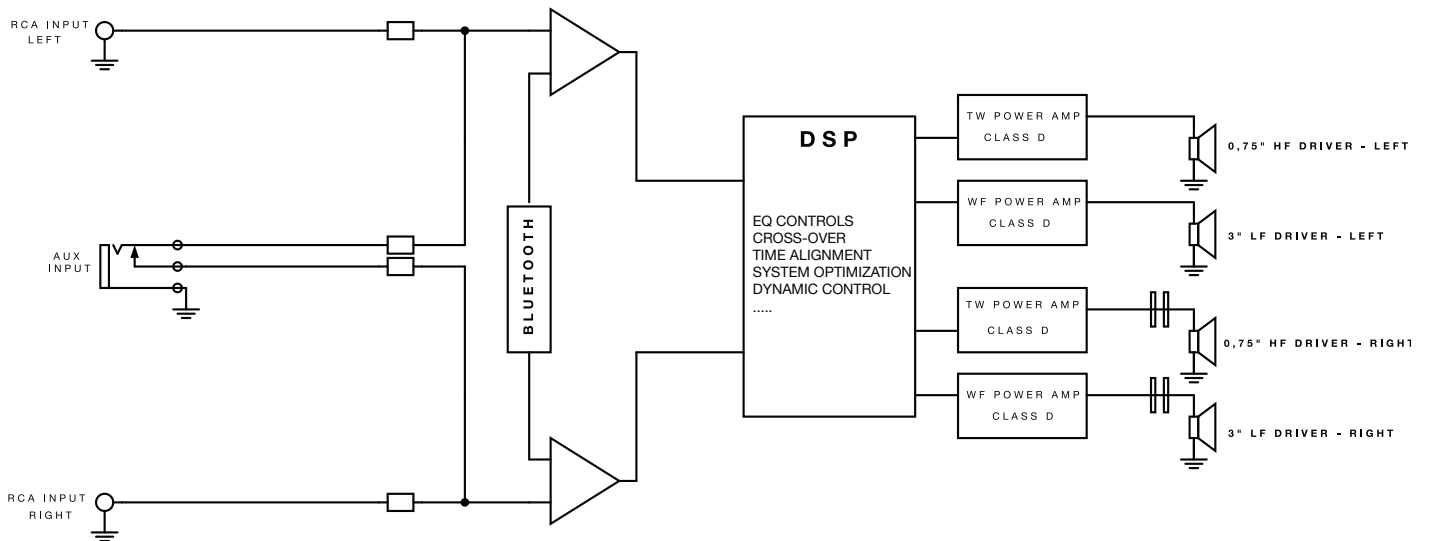 RCA INPUT
LEFT
AUX
INPUT
RCA INPUT
RIGHT
BLUETOOTH
DSP
EQ CONTROLS
CROSS-OVER
TIME ALIGNMENT
SYSTEM OPTIMIZATION
DYNAMIC CONTROL
.....
TW POWER AMP
CLASS D
0,75" HF DRIVER - LEFT
WF POWER AMP
CLASS D
3" LF DRIVER - LEFT
TW POWER AMP
CLASS D
0,75" HF DRIVER - RIGHT
WF POWER AMP
CLASS D
3" LF DRIVER - RIGHT